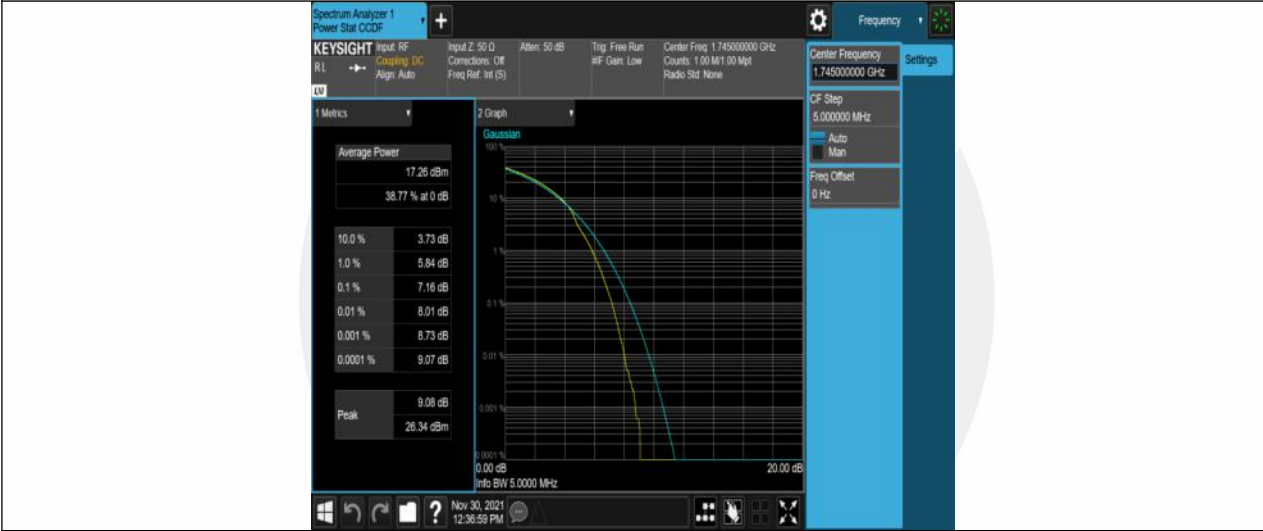 Spectrum Analyzer 1
Power Stat CCDF
+
Frequency
KEYSIGHT
RL
LV
Input: RF
Coupling: DC
Align: Auto
Input Z: 50 Ω
Corrections: Off
Freq Ref: Int (S)
Atten: 50 dB
Trig: Free Run
#IF Gain: Low
Center Freq: 1.745000000 GHz
Counts: 1.00 M/1.00 Mpt
Radio Std: None
Center Frequency
1.745000000 GHz
Settings
CF Step
5.000000 MHz
Auto
Man
Freq Offset
0 Hz
1 Metrics
Average Power
17.26 dBm
38.77 % at 0 dB
10.0 % 3.73 dB
1.0 % 5.84 dB
0.1 % 7.16 dB
0.01 % 8.01 dB
0.001 % 8.73 dB
0.0001 % 9.07 dB
Peak
9.08 dB
26.34 dBm
2 Graph
Gaussian
100 %
10 %
1 %
0.1 %
0.01 %
0.001 %
0.0001 %
0.00 dB 20.00 dB
Info BW 5.0000 MHz
?
Nov 30, 2021
12:36:59 PM